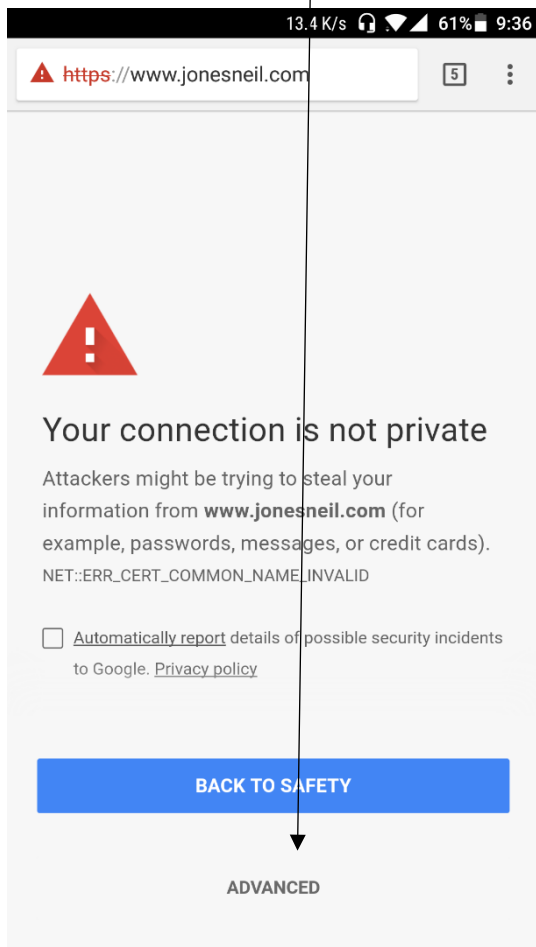 13.4 K/s 61% 9:36
https://www.jonesneil.com 5
Your connection is not private
Attackers might be trying to steal your
information from www.jonesneil.com (for
example, passwords, messages, or credit cards).
NET::ERR_CERT_COMMON_NAME_INVALID
Automatically report details of possible security incidents
to Google. Privacy policy
BACK TO SAFETY
ADVANCED